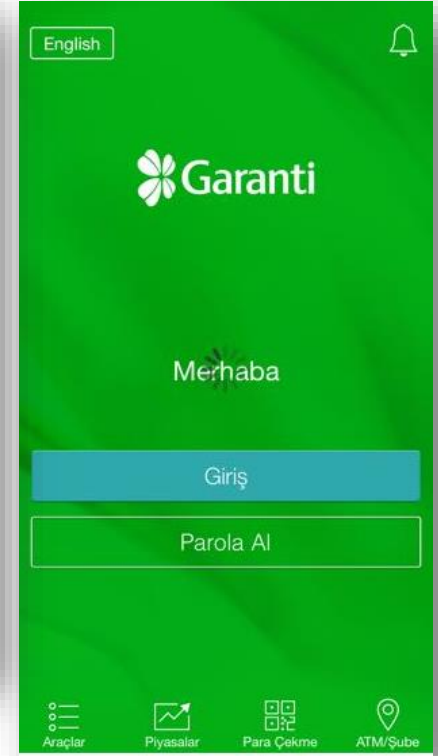 English
Garanti
Merhaba
Giriş
Parola Al
Araçlar
Piyasalar
Para Çekme
ATM/Şube